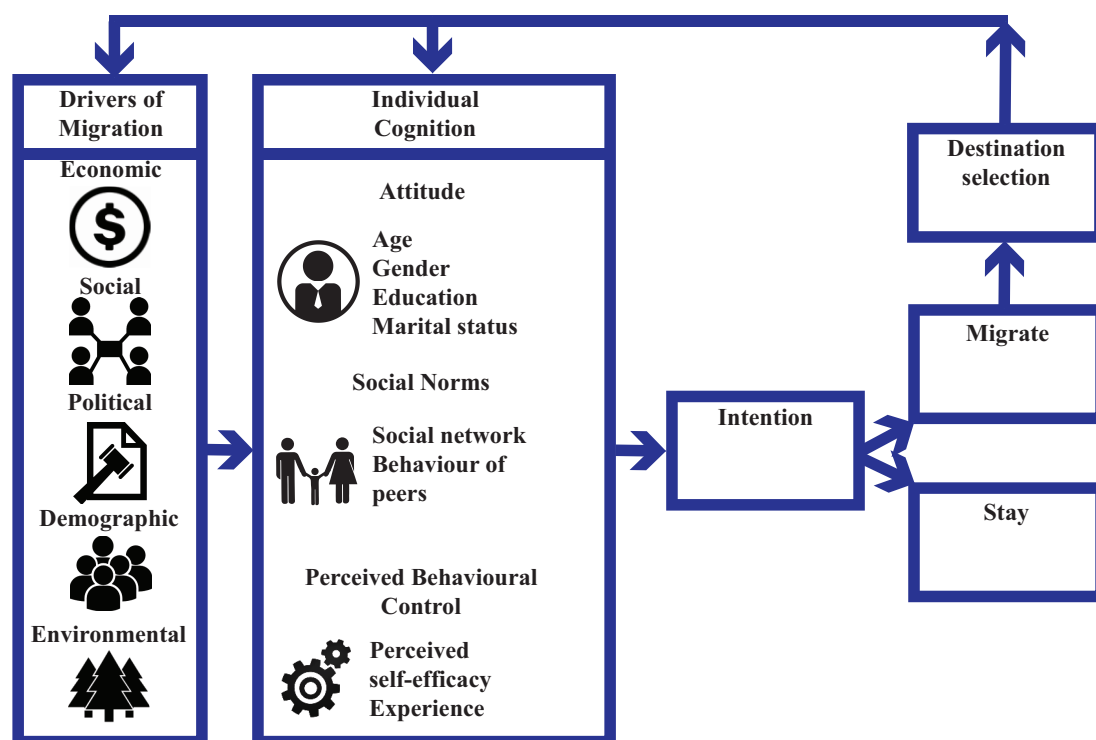 Drivers of
Migration
Economic
$
Social
Political
Demographic
Environmental
Individual
Cognition
Attitude
Age
Gender
Education
Marital status
Social Norms
Social network
Behaviour of
peers
Perceived Behavioural
Control
Perceived
self-efficacy
Experience
Intention
Destination
selection
Migrate
Stay